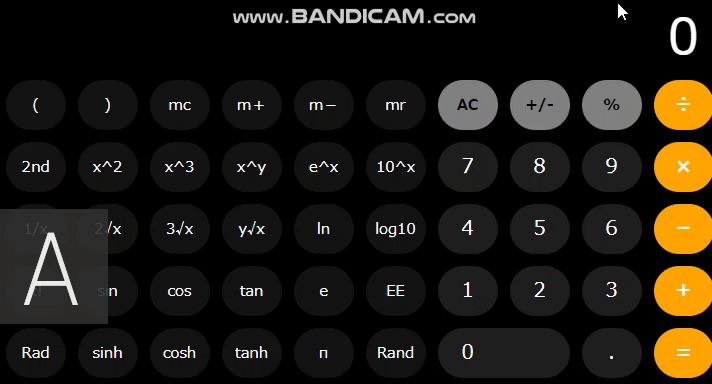 www.BANDICAM.com
0
( ) mc m+ m− mr AC +/- % ÷
2nd x^2 x^3 x^y e^x 10^x 7 8 9 ×
1/x 2√x 3√x y√x ln log10 4 5 6 −
A
sin cos tan e EE 1 2 3 +
Rad sinh cosh tanh п Rand 0 . =